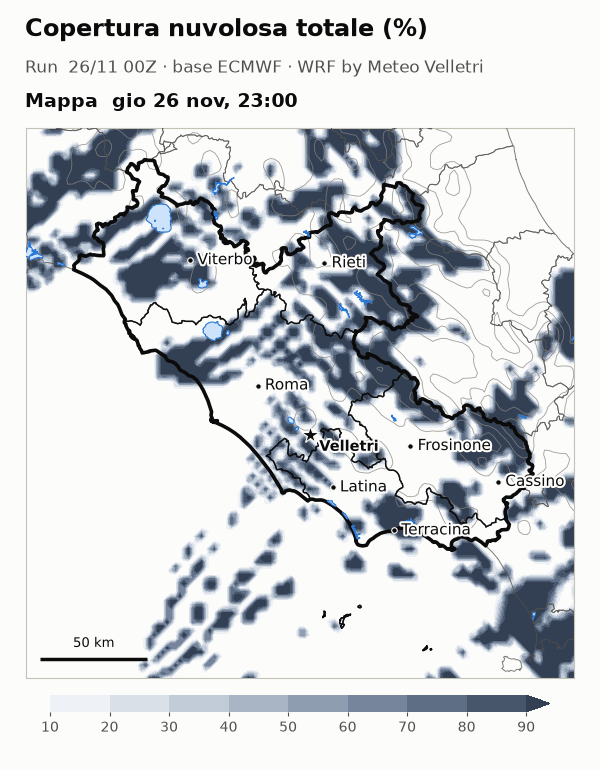 Copertura nuvolosa totale (%)
Run  26/11 00Z · base ECMWF · WRF by Meteo Velletri
Mappa  gio 26 nov, 23:00
Viterbo
Rieti
Roma
Velletri
Frosinone
Latina
Cassino
Terracina
50 km
10 20 30 40 50 60 70 80 90